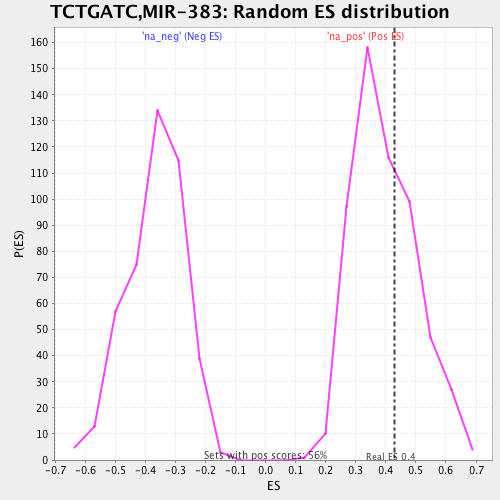 TCTGATC,MIR-383: Random ES distribution
'na_neg' (Neg ES) 'na_pos' (Pos ES)
160
150
140
130
120
110
100
90
80
70
60
50
40
30
20
10
0
P(ES)
Sets with pos scores: 56%
Real ES 0.4
-0.7 -0.6 -0.5 -0.4 -0.3 -0.2 -0.1 0.0 0.1 0.2 0.3 0.4 0.5 0.6 0.7
ES